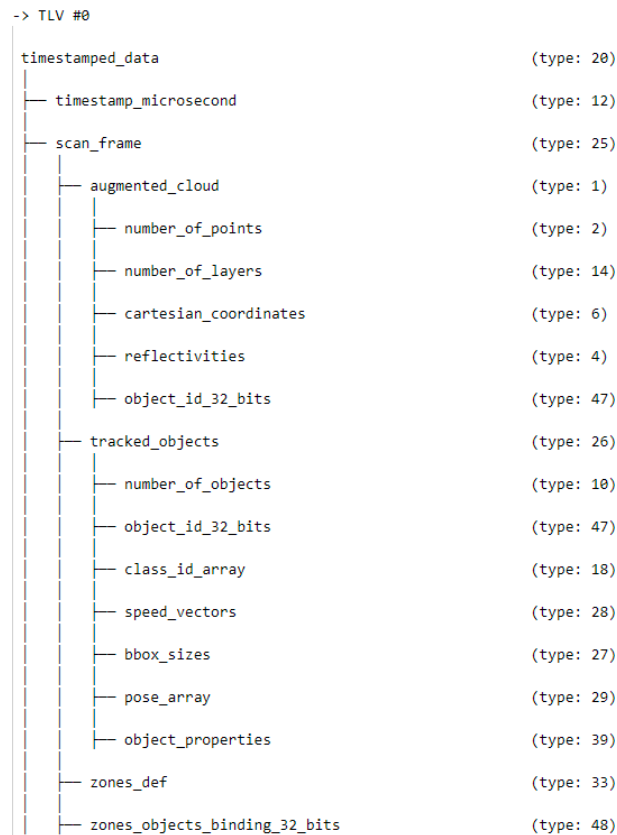 -> TLV #0
timestamped_data (type: 20)
timestamp_microsecond (type: 12)
scan_frame (type: 25)
augmented_cloud (type: 1)
number_of_points (type: 2)
number_of_layers (type: 14)
cartesian_coordinates (type: 6)
reflectivities (type: 4)
object_id_32_bits (type: 47)
tracked_objects (type: 26)
number_of_objects (type: 10)
object_id_32_bits (type: 47)
class_id_array (type: 18)
speed_vectors (type: 28)
bbox_sizes (type: 27)
pose_array (type: 29)
object_properties (type: 39)
zones_def (type: 33)
zones_objects_binding_32_bits (type: 48)